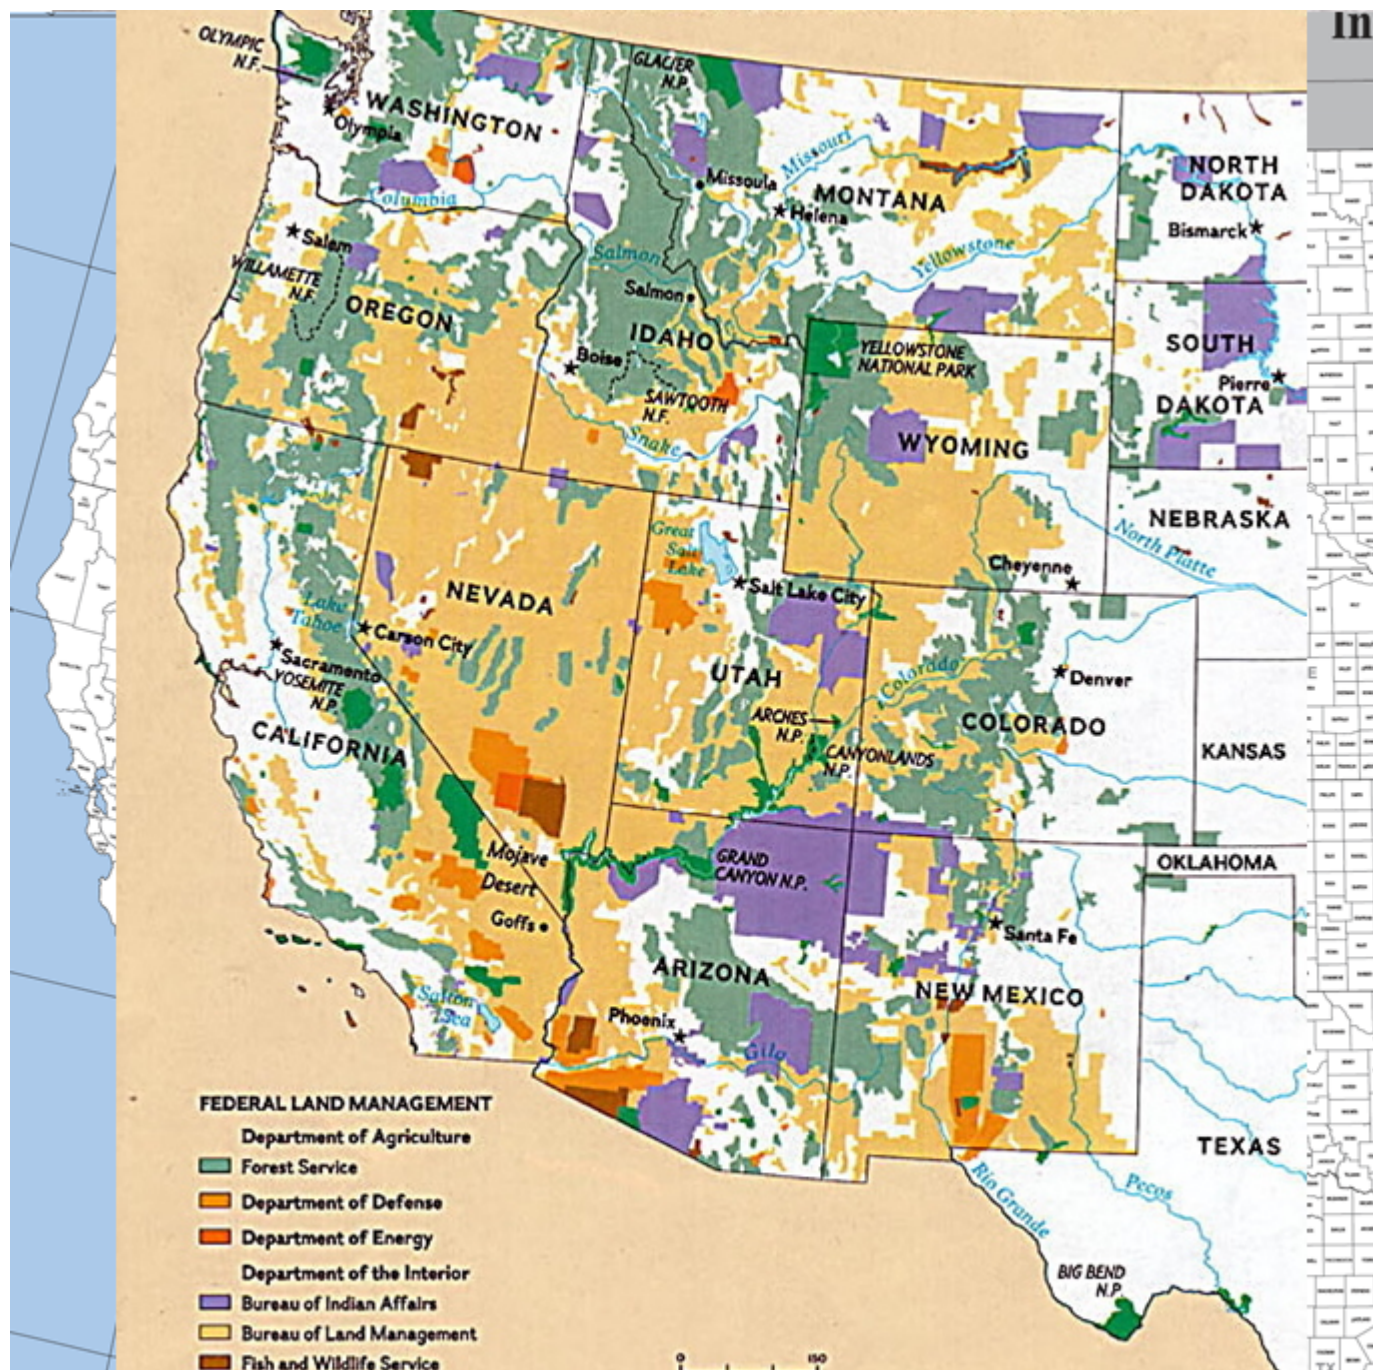 In
OLYMPIC
N.F.
GLACIER
N.P.
WASHINGTON
Olympia
Columbia
Missoula
Missouri
MONTANA
Helena
NORTH
DAKOTA
Bismarck
Salem
WILLAMETTE
N.F.
OREGON
Salmon
Salmon
IDAHO
Yellowstone
Boise
SAWTOOTH
N.F.
Snake
YELLOWSTONE
NATIONAL PARK
WYOMING
SOUTH
DAKOTA
Pierre
NEBRASKA
North Platte
Cheyenne
Great
Salt
Lake
Salt Lake City
NEVADA
Lake
Tahoe
Carson City
Sacramento
YOSEMITE
N.P.
CALIFORNIA
UTAH
ARCHES
N.P.
CANYONLANDS
N.P.
Colorado
Denver
COLORADO
KANSAS
Mojave
Desert
Goffs
GRAND
CANYON N.P.
OKLAHOMA
Santa Fe
ARIZONA
NEW MEXICO
Salton
Sea
Phoenix
Gila
TEXAS
Rio Grande
Pecos
BIG BEND
N.P.
FEDERAL LAND MANAGEMENT
Department of Agriculture
Forest Service
Department of Defense
Department of Energy
Department of the Interior
Bureau of Indian Affairs
Bureau of Land Management
Fish and Wildlife Service
0 150